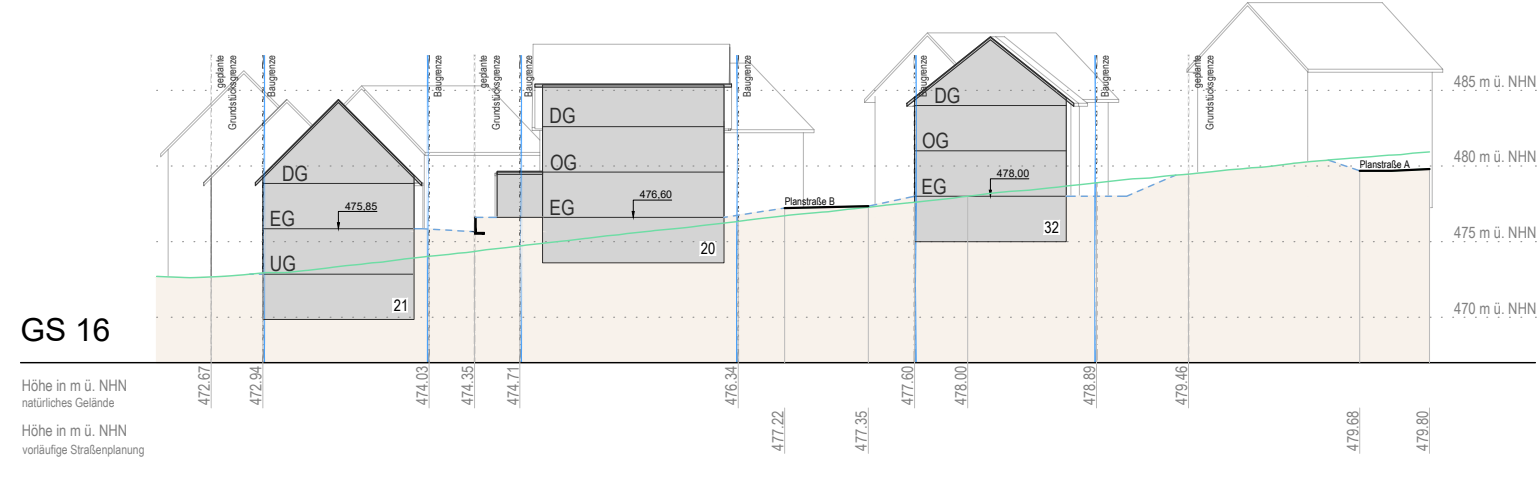 geplante
Grundstücksgrenze
Baugrenze
Baugrenze
geplante
Grundstücksgrenze
Baugrenze
Baugrenze
Baugrenze
Baugrenze
geplante
Grundstücksgrenze
485 m ü. NHN
480 m ü. NHN
475 m ü. NHN
470 m ü. NHN
DG
EG
475,85
UG
21
DG
OG
EG
476,60
20
Planstraße B
DG
OG
EG
478,00
32
Planstraße A
GS 16
Höhe in m ü. NHN
natürliches Gelände
472.67
472.94
474.03
474.35
474.71
476.34
477.60
478.00
478.89
479.46
Höhe in m ü. NHN
vorläufige Straßenplanung
477.22
477.35
479.68
479.80